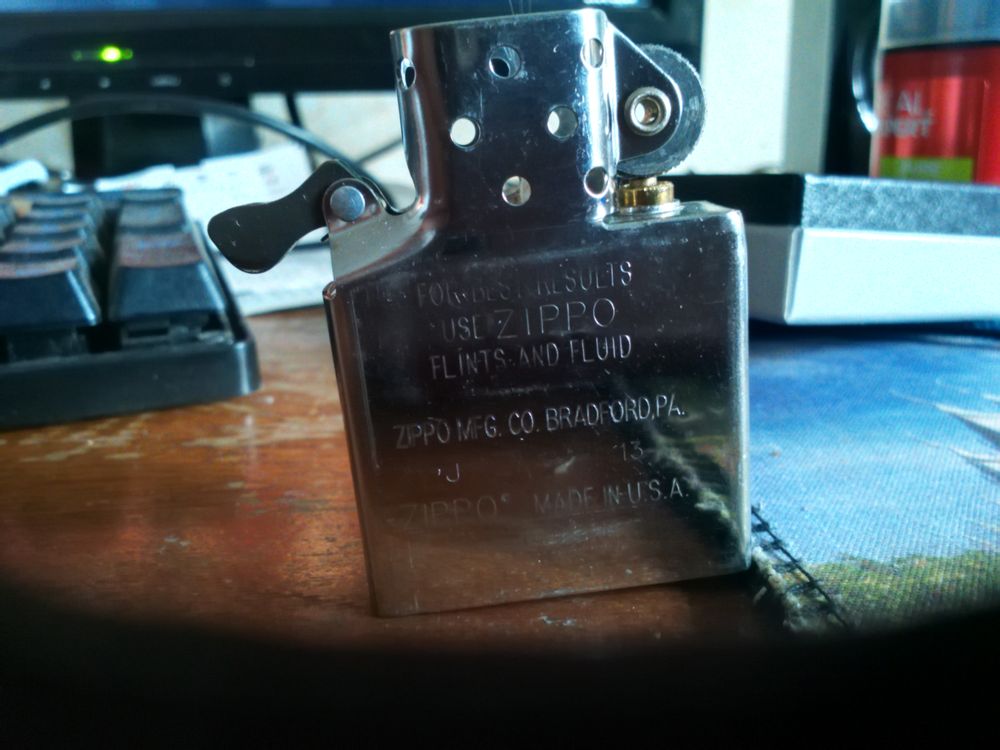 FOR BEST RESULTS
USE ZIPPO
FLINTS AND FLUID
ZIPPO MFG. CO. BRADFORD, PA.
J 13
ZIPPO® MADE IN U.S.A.